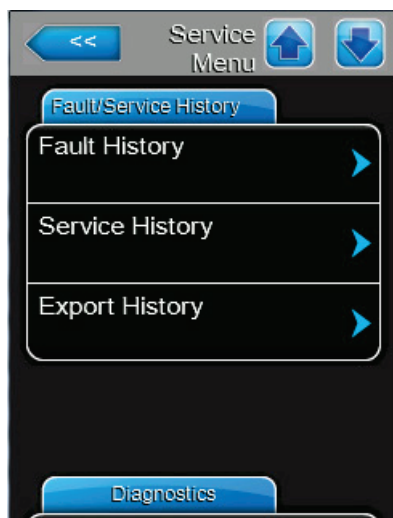 <<
Service
Menu
Fault/Service History
Fault History
Service History
Export History
Diagnostics